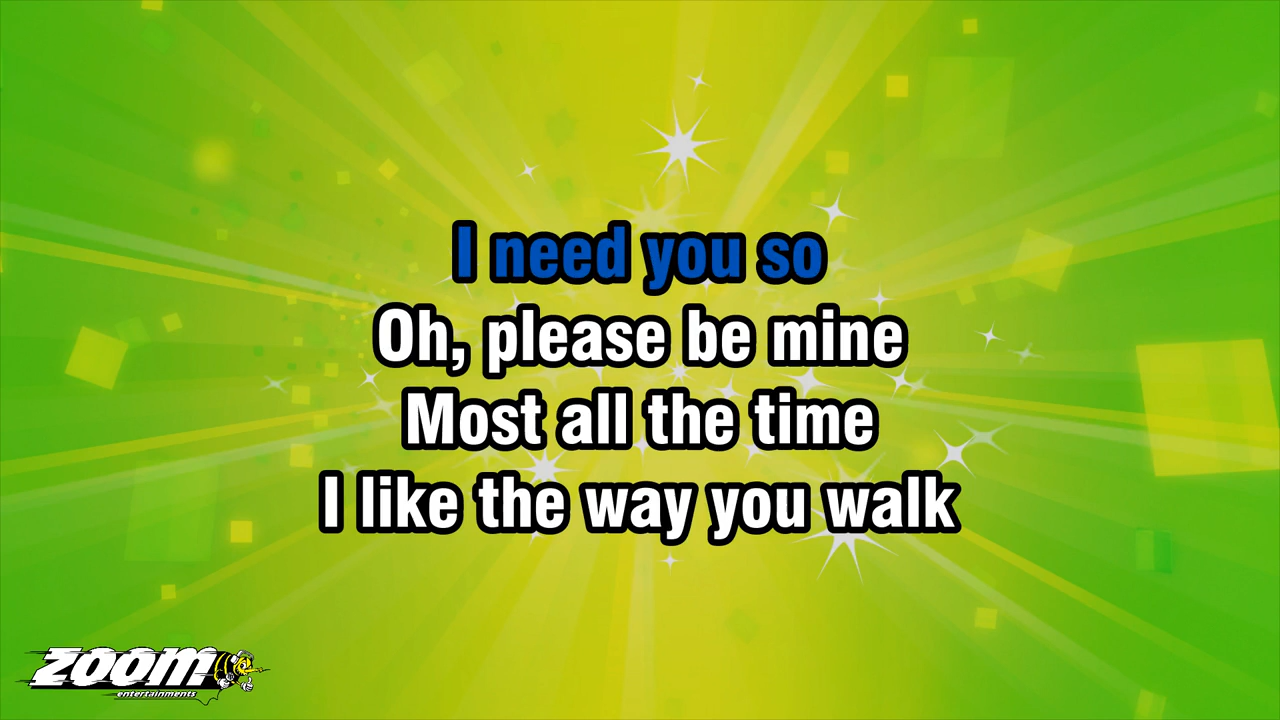 I need you so
Oh, please be mine
Most all the time
I like the way you walk
zoom
entertainments